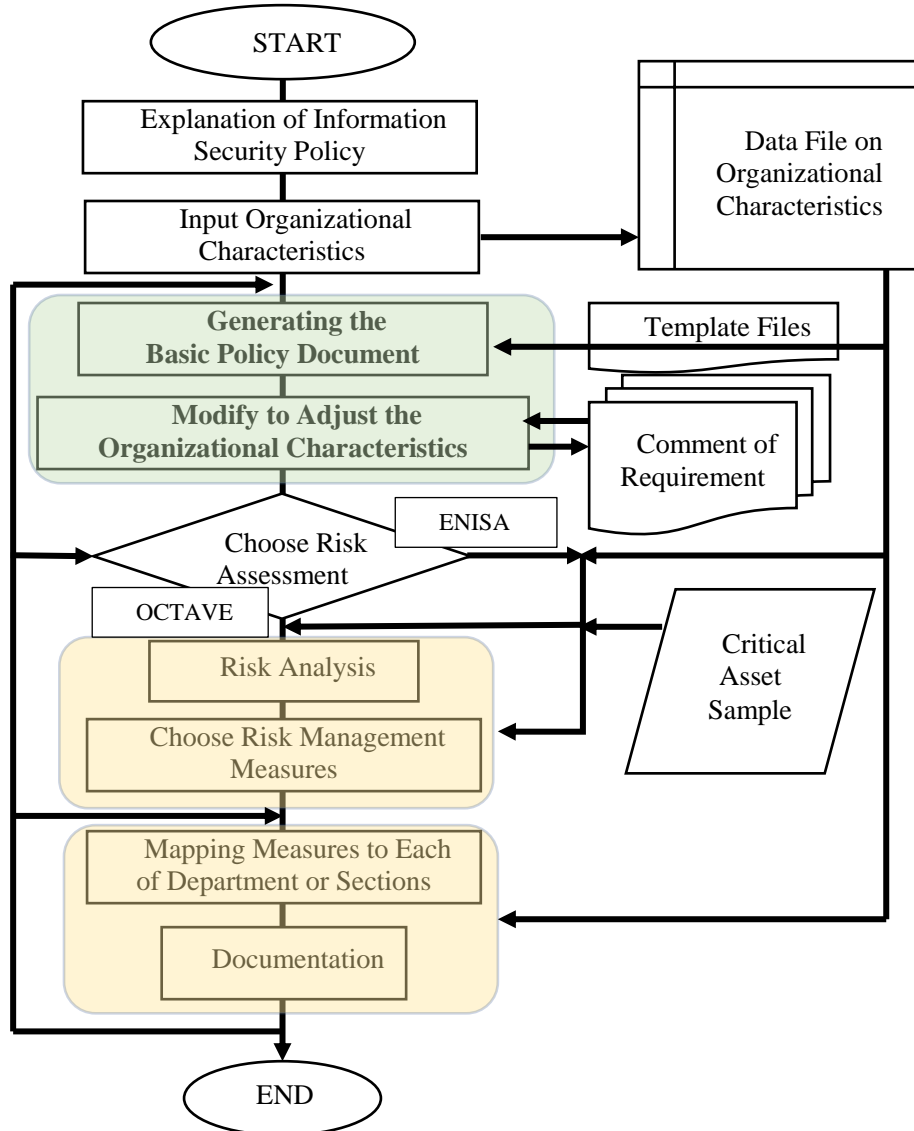 START
Explanation of Information
Security Policy
Data File on
Organizational
Characteristics
Input Organizational
Characteristics
Generating the
Basic Policy Document
Template Files
Modify to Adjust the
Organizational Characteristics
Comment of
Requirement
ENISA
Choose Risk
Assessment
OCTAVE
Risk Analysis
Critical
Asset
Sample
Choose Risk Management
Measures
Mapping Measures to Each
of Department or Sections
Documentation
END